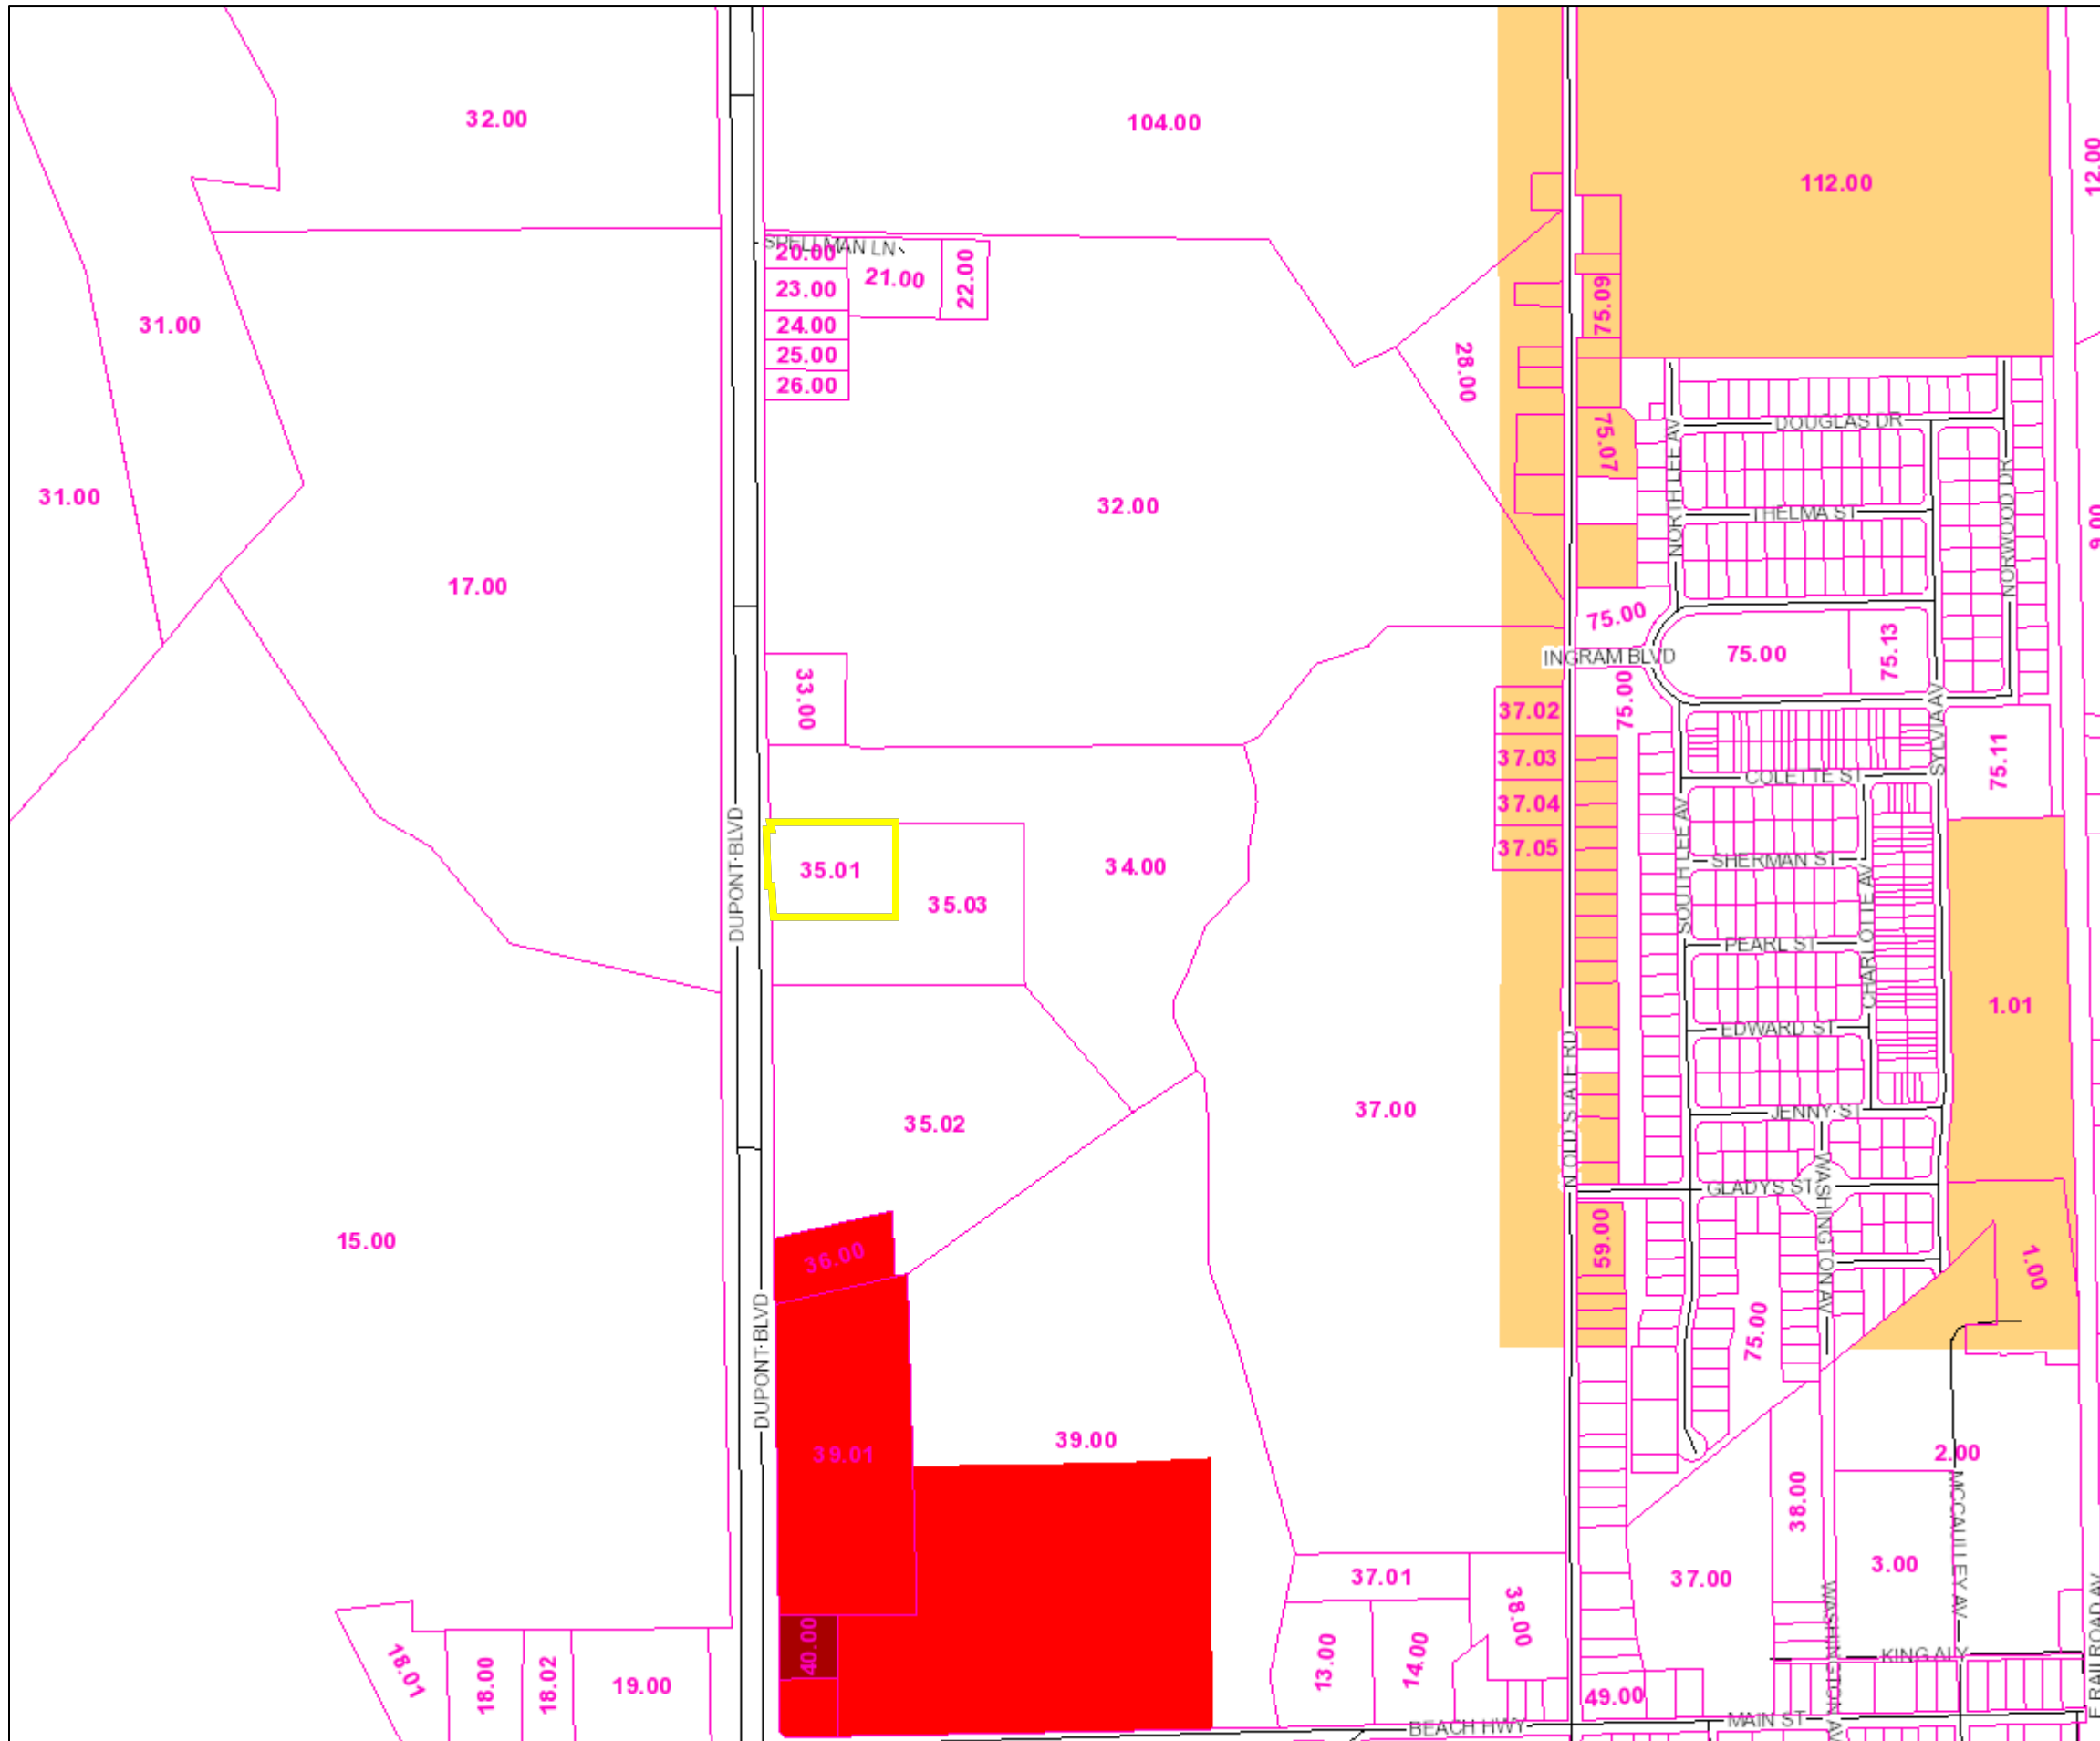 32.00
104.00
12.00
112.00
SPELLMAN LN
20.00
21.00
22.00
23.00
75.09
24.00
31.00
25.00
28.00
26.00
DOUGLAS DR
75.07
NORTH LEE AV
31.00
32.00
THELMA ST
NORWOOD DR
9.00
17.00
75.00
INGRAM BLVD
75.00
75.13
33.00
75.00
37.02
SYLVIA AV
37.03
COLETTE ST
75.11
37.04
DUPONT BLVD
37.05
SOUTH LEE AV
SHERMAN ST
35.01
34.00
35.03
CHARLOTTE AV
PEARL ST
1.01
EDWARD ST
N OLD STATE RD
37.00
35.02
JENNY ST
GLADYS ST
WASHINGTON AV
15.00
36.00
59.00
1.00
DUPONT BLVD
75.00
39.01
39.00
2.00
38.00
MCCAULLEY AV
37.01
37.00
3.00
38.00
40.00
18.01
18.00
18.02
19.00
13.00
14.00
WASHINGTON AV
KING ALY
49.00
RAILROAD AV
BEACH HWY
MAIN ST